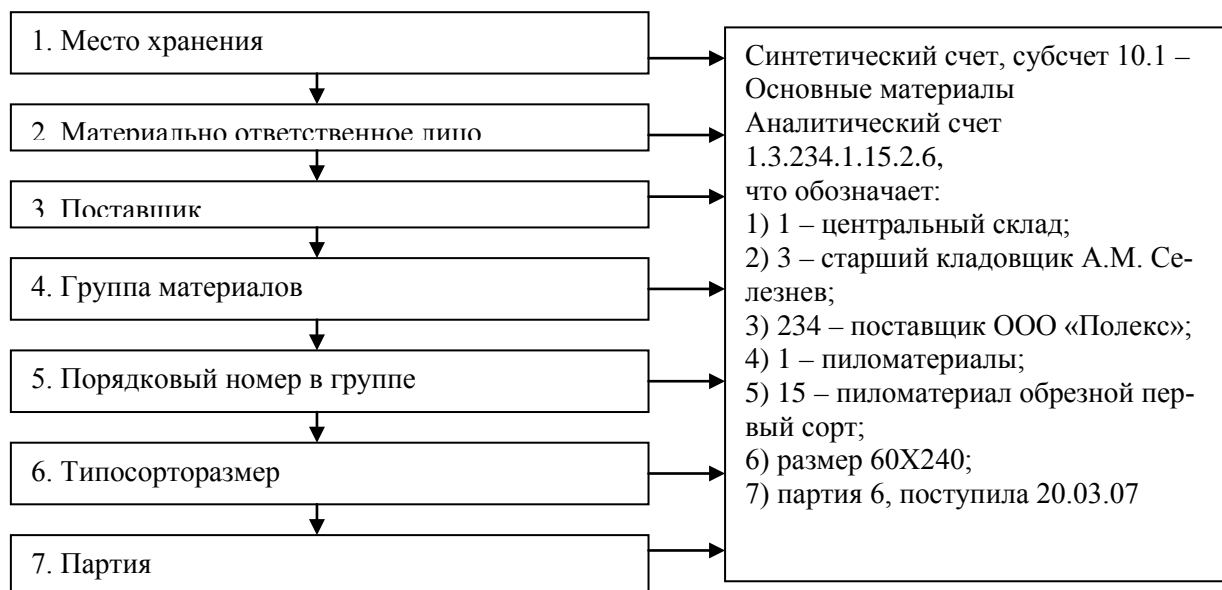 1. Место хранения
2. Материально ответственное лицо
3. Поставщик
4. Группа материалов
5. Порядковый номер в группе
6. Типосорторазмер
7. Партия
Синтетический счет, субсчет 10.1 –
Основные материалы
Аналитический счет
1.3.234.1.15.2.6,
что обозначает:
1) 1 – центральный склад;
2) 3 – старший кладовщик А.М. Се-
лезнев;
3) 234 – поставщик ООО «Полекс»;
4) 1 – пиломатериалы;
5) 15 – пиломатериал обрезной пер-
вый сорт;
6) размер 60Х240;
7) партия 6, поступила 20.03.07